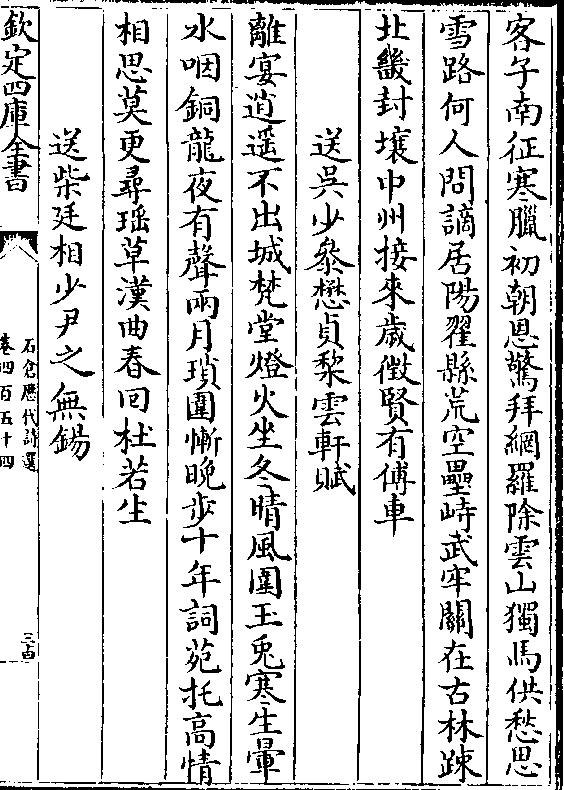 客子南征寒臘初朝恩驚拜網羅除雲山獨馬供愁思
雪路何人問謫居陽翟縣荒空壘峙武牢關在古林踈
北畿封壤中州接來歲徴賢有傅車
送吳少叅懋貞黎雲軒賦
離宴逍遥不出城梵堂燈火坐冬晴風圍玉兎寒生暈
水咽銅龍夜有聲兩月瑣圍慚晚步十年詞苑托高情
相思莫更尋瑶草漢曲春回杜若生
送柴廷相少尹之無錫
欽定四庫全書
石倉歷代詩選
卷四百五十四
三十四